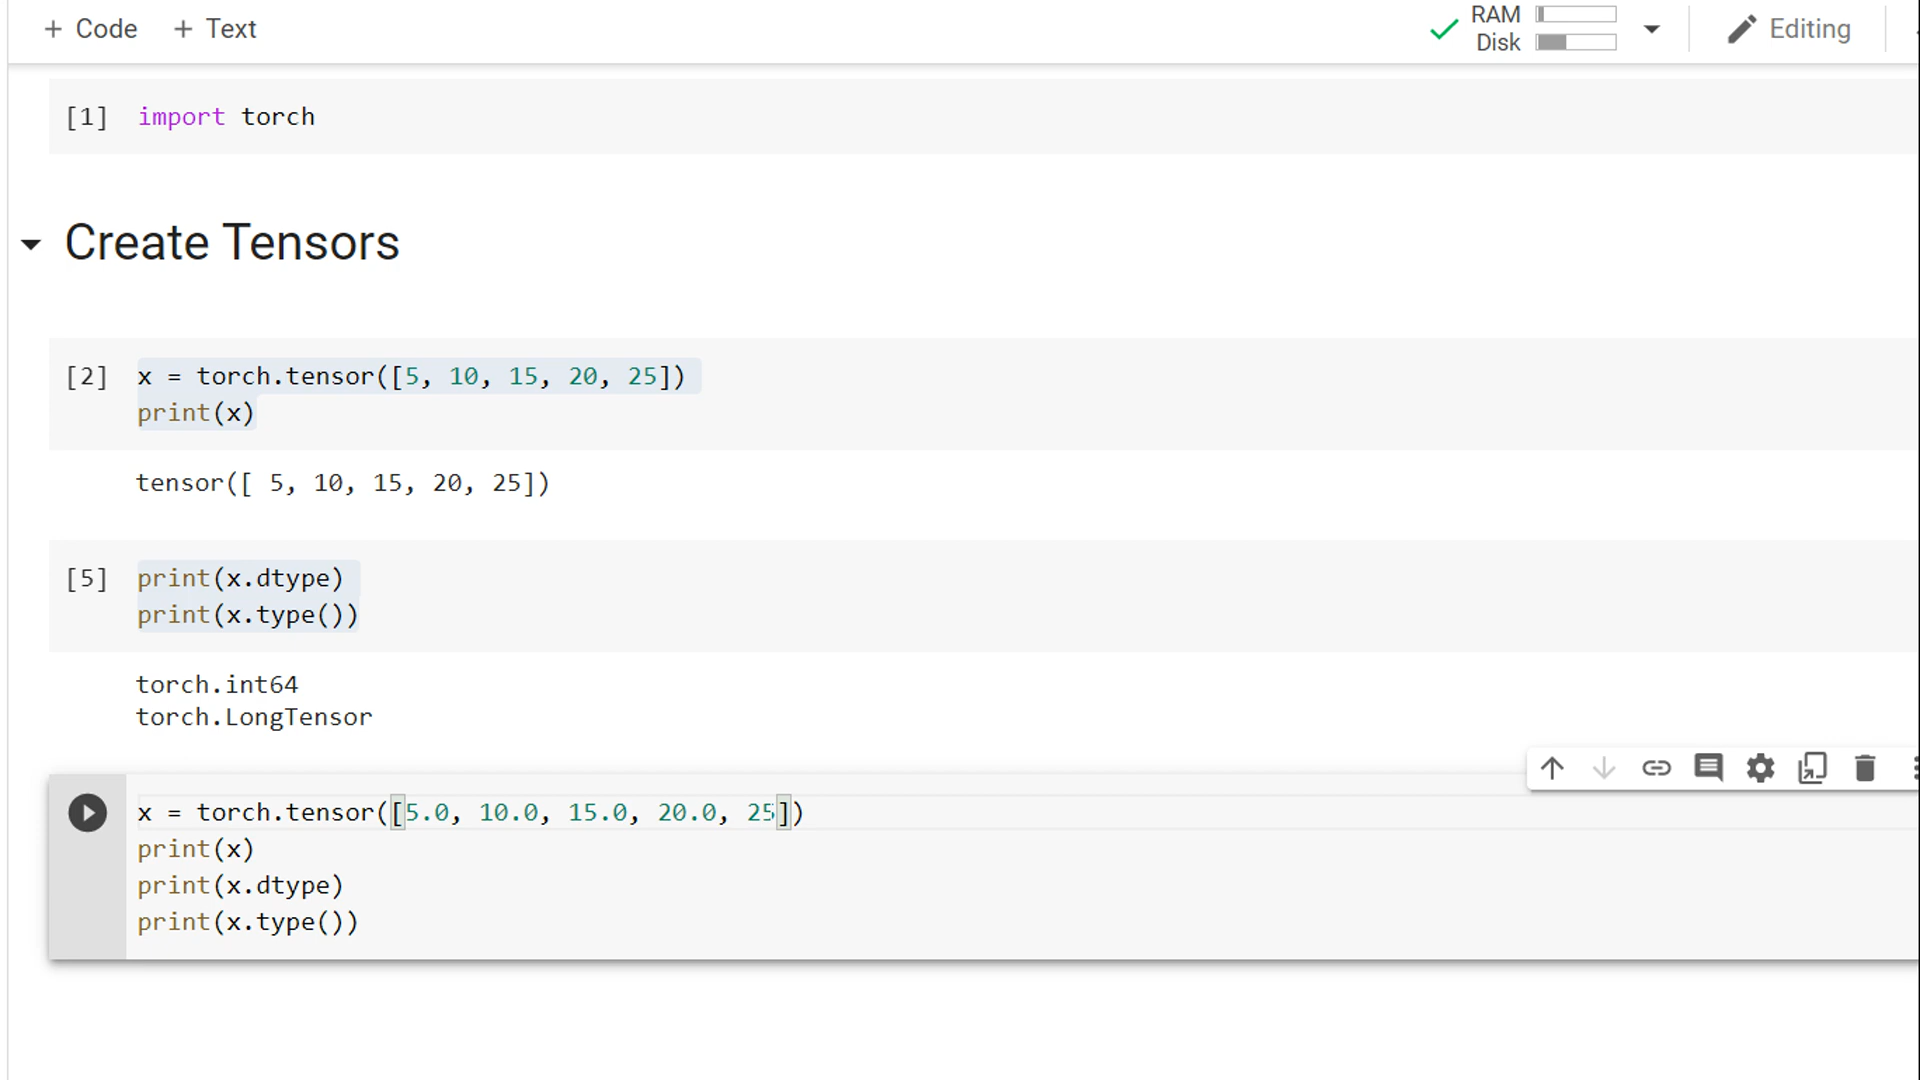 + Code + Text
RAM
Disk
Editing
[1] import torch
Create Tensors
[2] x = torch.tensor([5, 10, 15, 20, 25])
print(x)
tensor([ 5, 10, 15, 20, 25])
[5] print(x.dtype)
print(x.type())
torch.int64
torch.LongTensor
x = torch.tensor([5.0, 10.0, 15.0, 20.0, 25])
print(x)
print(x.dtype)
print(x.type())